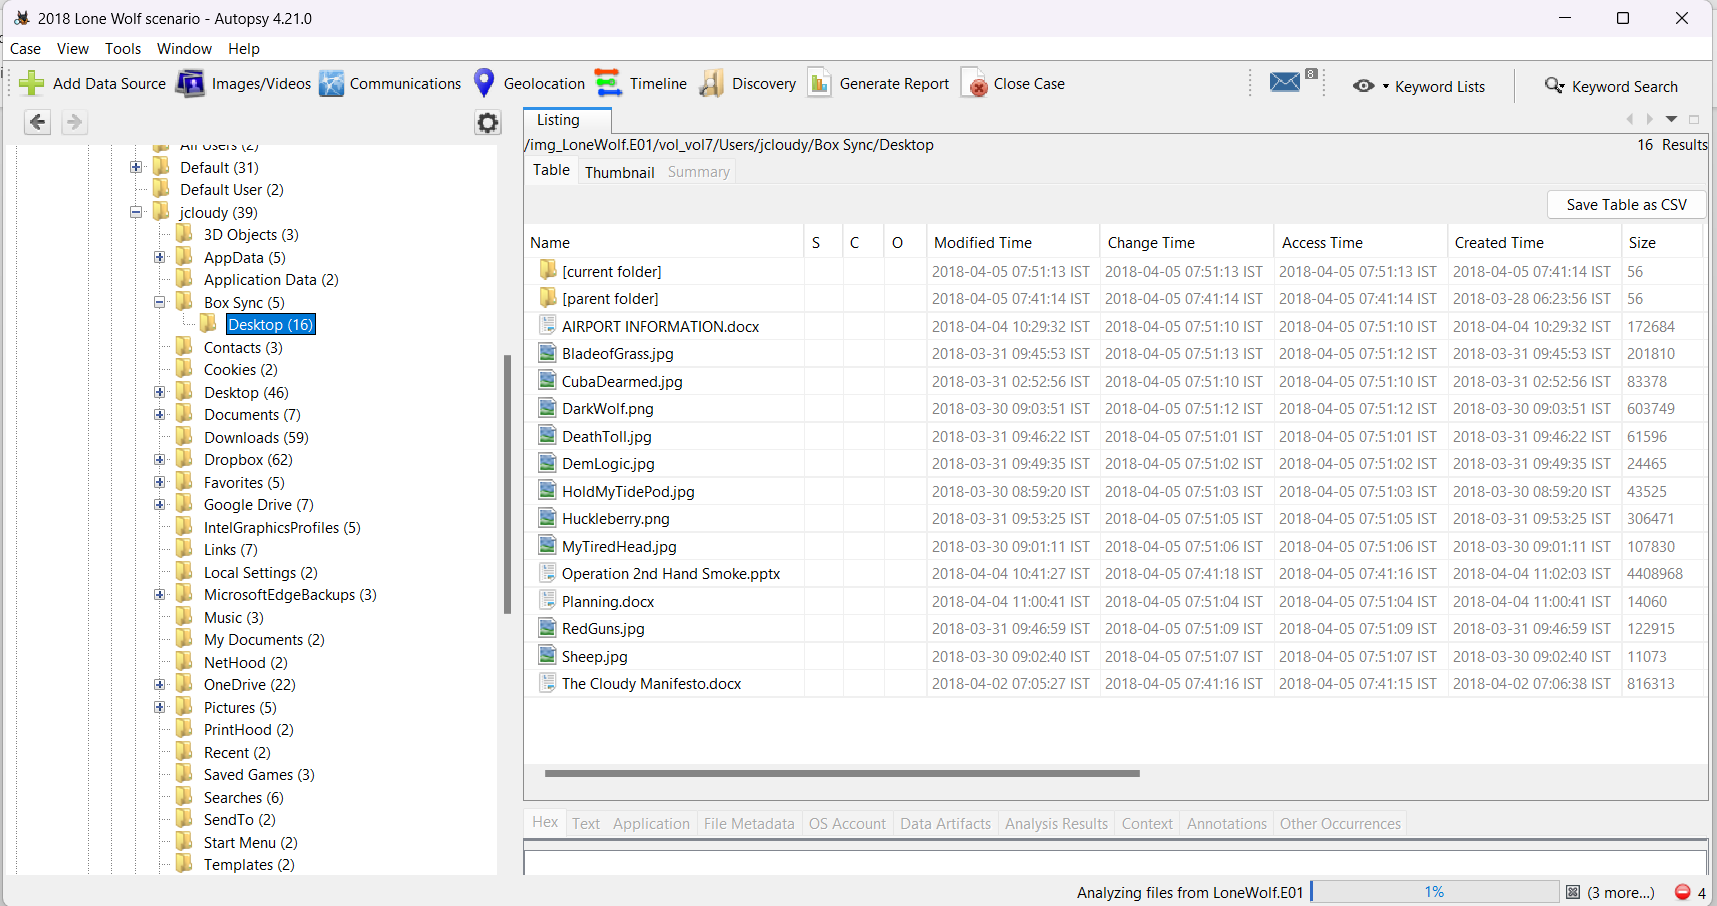 2018 Lone Wolf scenario - Autopsy 4.21.0
Case View Tools Window Help
Add Data Source Images/Videos Communications Geolocation Timeline Discovery Generate Report Close Case 8 Keyword Lists Keyword Search
Listing
/img_LoneWolf.E01/vol_vol7/Users/jcloudy/Box Sync/Desktop 16 Results
Table Thumbnail Summary
Save Table as CSV
All Users (2)
Default (31)
Default User (2)
jcloudy (39)
3D Objects (3)
AppData (5)
Application Data (2)
Box Sync (5)
Desktop (16)
Contacts (3)
Cookies (2)
Desktop (46)
Documents (7)
Downloads (59)
Dropbox (62)
Favorites (5)
Google Drive (7)
IntelGraphicsProfiles (5)
Links (7)
Local Settings (2)
MicrosoftEdgeBackups (3)
Music (3)
My Documents (2)
NetHood (2)
OneDrive (22)
Pictures (5)
PrintHood (2)
Recent (2)
Saved Games (3)
Searches (6)
SendTo (2)
Start Menu (2)
Templates (2)
Name S C O Modified Time Change Time Access Time Created Time Size
[current folder] 2018-04-05 07:51:13 IST 2018-04-05 07:51:13 IST 2018-04-05 07:51:13 IST 2018-04-05 07:41:14 IST 56
[parent folder] 2018-04-05 07:41:14 IST 2018-04-05 07:41:14 IST 2018-04-05 07:41:14 IST 2018-03-28 06:23:56 IST 56
AIRPORT INFORMATION.docx 2018-04-04 10:29:32 IST 2018-04-05 07:51:10 IST 2018-04-05 07:51:10 IST 2018-04-04 10:29:32 IST 172684
BladeofGrass.jpg 2018-03-31 09:45:53 IST 2018-04-05 07:51:13 IST 2018-04-05 07:51:12 IST 2018-03-31 09:45:53 IST 201810
CubaDearmed.jpg 2018-03-31 02:52:56 IST 2018-04-05 07:51:10 IST 2018-04-05 07:51:10 IST 2018-03-31 02:52:56 IST 83378
DarkWolf.png 2018-03-30 09:03:51 IST 2018-04-05 07:51:12 IST 2018-04-05 07:51:12 IST 2018-03-30 09:03:51 IST 603749
DeathToll.jpg 2018-03-31 09:46:22 IST 2018-04-05 07:51:01 IST 2018-04-05 07:51:01 IST 2018-03-31 09:46:22 IST 61596
DemLogic.jpg 2018-03-31 09:49:35 IST 2018-04-05 07:51:02 IST 2018-04-05 07:51:02 IST 2018-03-31 09:49:35 IST 24465
HoldMyTidePod.jpg 2018-03-30 08:59:20 IST 2018-04-05 07:51:03 IST 2018-04-05 07:51:03 IST 2018-03-30 08:59:20 IST 43525
Huckleberry.png 2018-03-31 09:53:25 IST 2018-04-05 07:51:05 IST 2018-04-05 07:51:05 IST 2018-03-31 09:53:25 IST 306471
MyTiredHead.jpg 2018-03-30 09:01:11 IST 2018-04-05 07:51:06 IST 2018-04-05 07:51:06 IST 2018-03-30 09:01:11 IST 107830
Operation 2nd Hand Smoke.pptx 2018-04-04 10:41:27 IST 2018-04-05 07:41:18 IST 2018-04-05 07:41:16 IST 2018-04-04 11:02:03 IST 4408968
Planning.docx 2018-04-04 11:00:41 IST 2018-04-05 07:51:04 IST 2018-04-05 07:51:04 IST 2018-04-04 11:00:41 IST 14060
RedGuns.jpg 2018-03-31 09:46:59 IST 2018-04-05 07:51:09 IST 2018-04-05 07:51:09 IST 2018-03-31 09:46:59 IST 122915
Sheep.jpg 2018-03-30 09:02:40 IST 2018-04-05 07:51:07 IST 2018-04-05 07:51:07 IST 2018-03-30 09:02:40 IST 11073
The Cloudy Manifesto.docx 2018-04-02 07:05:27 IST 2018-04-05 07:41:16 IST 2018-04-05 07:41:15 IST 2018-04-02 07:06:38 IST 816313
Hex Text Application File Metadata OS Account Data Artifacts Analysis Results Context Annotations Other Occurrences
Analyzing files from LoneWolf.E01 1% (3 more...) 4